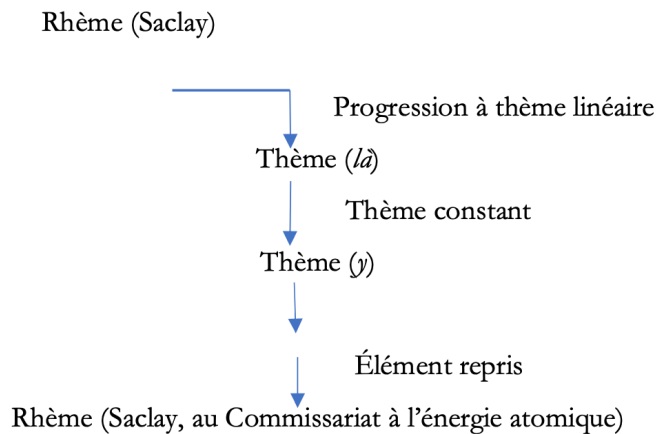 Rhème (Saclay)
Progression à thème linéaire
Thème (là)
Thème constant
Thème (y)
Élément repris
Rhème (Saclay, au Commissariat à l’énergie atomique)